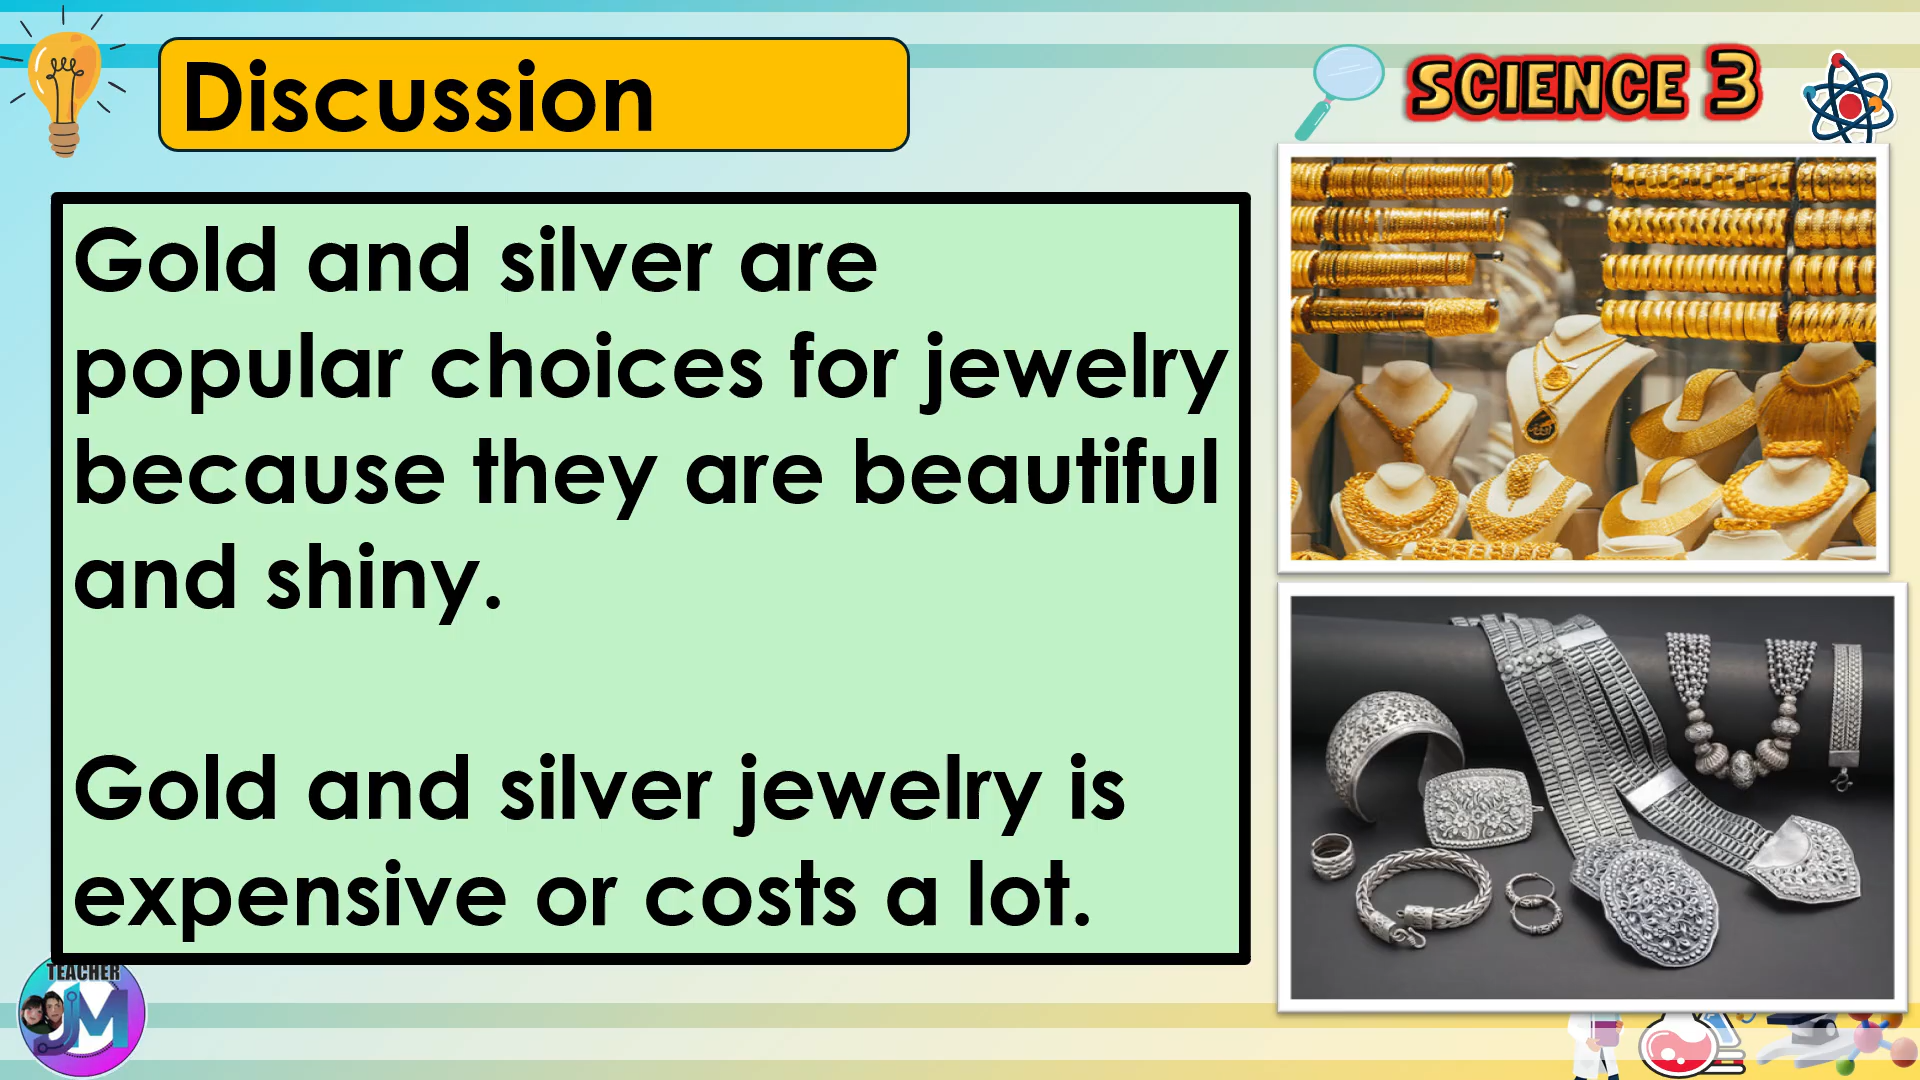 Discussion
SCIENCE 3
Gold and silver are
popular choices for jewelry
because they are beautiful
and shiny.
Gold and silver jewelry is
expensive or costs a lot.
TEACHER
JM